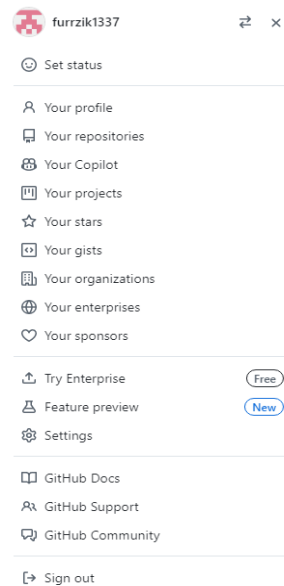 furrzik1337
Set status
Your profile
Your repositories
Your Copilot
Your projects
Your stars
Your gists
Your organizations
Your enterprises
Your sponsors
Try Enterprise Free
Feature preview New
Settings
GitHub Docs
GitHub Support
GitHub Community
Sign out